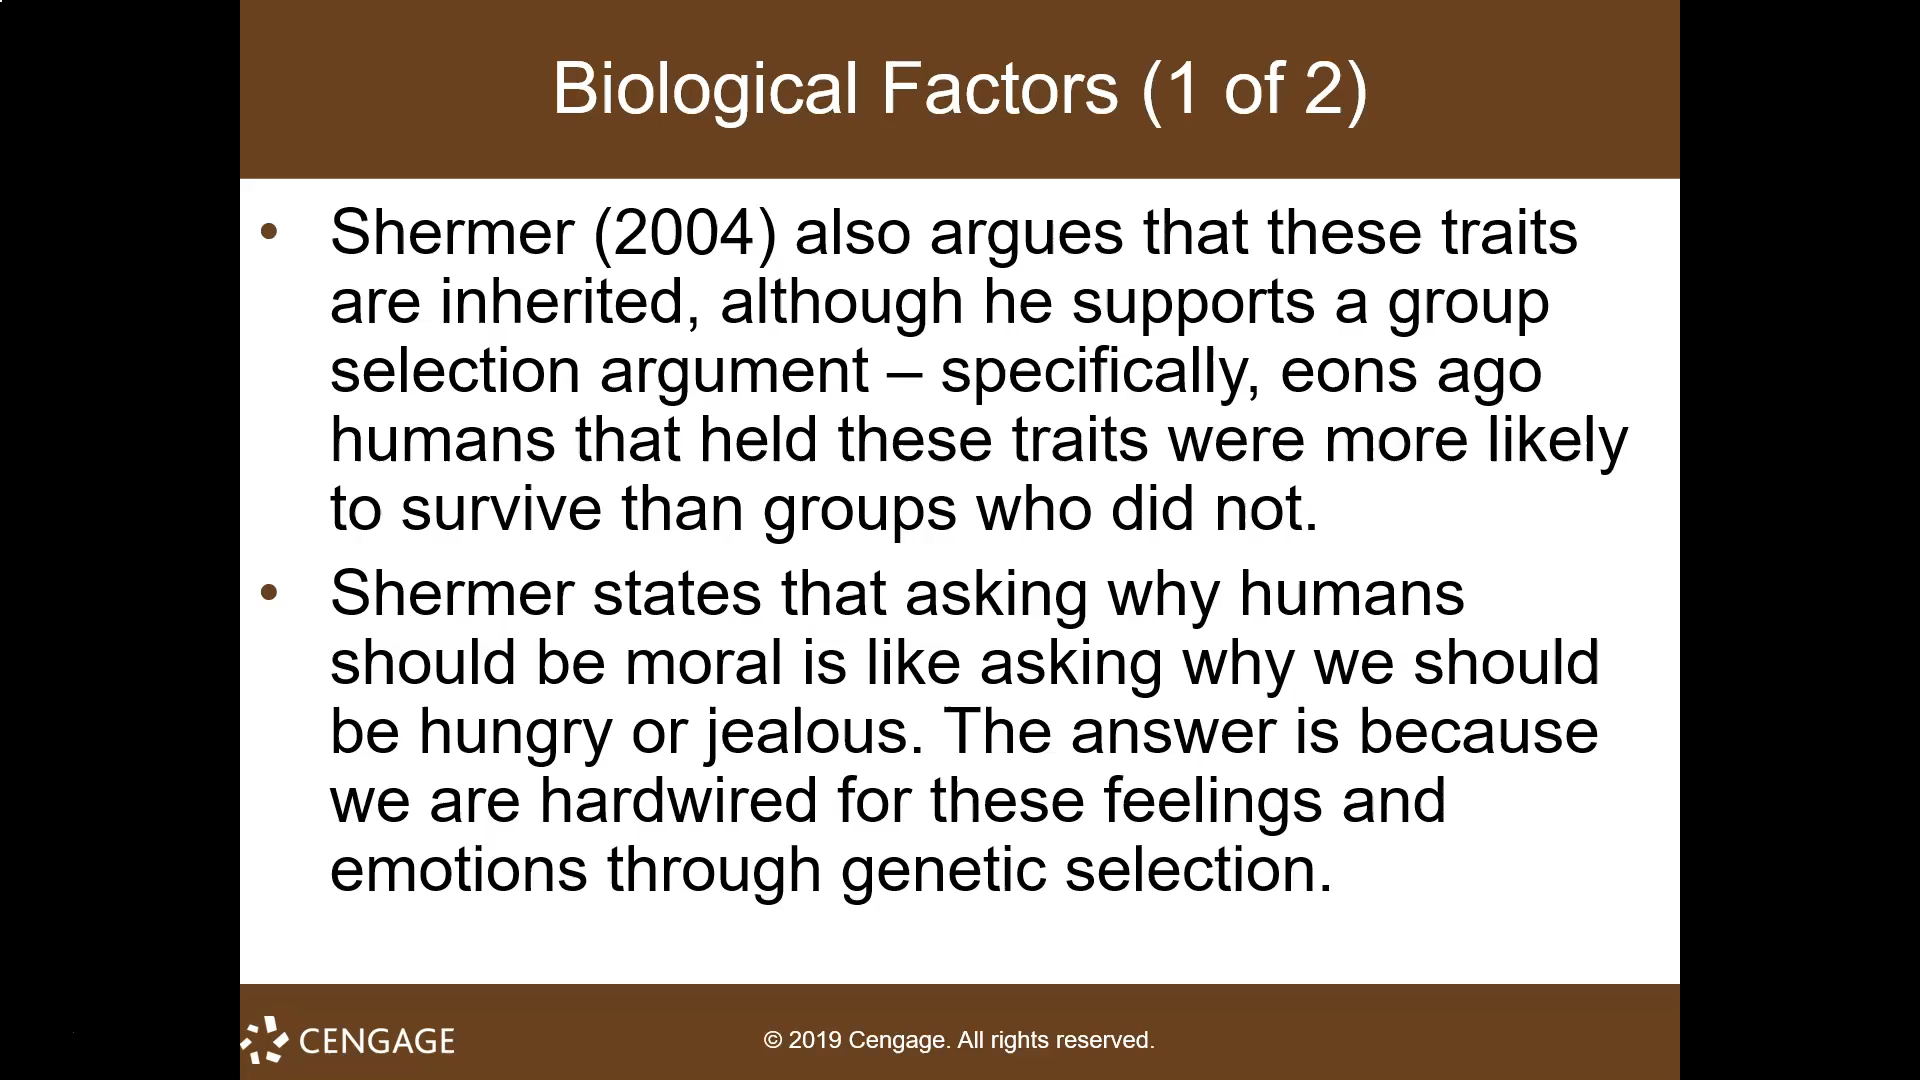 Biological Factors (1 of 2)
• Shermer (2004) also argues that these traits
are inherited, although he supports a group
selection argument – specifically, eons ago
humans that held these traits were more likely
to survive than groups who did not.
• Shermer states that asking why humans
should be moral is like asking why we should
be hungry or jealous. The answer is because
we are hardwired for these feelings and
emotions through genetic selection.
CENGAGE
© 2019 Cengage. All rights reserved.